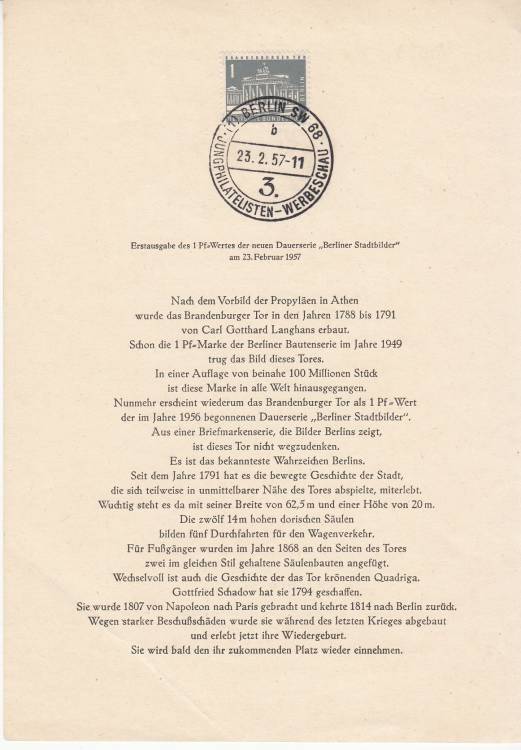 BRANDENBURGER TOR
1
BERLIN
(1) BERLIN SW 68
b
23. 2. 57-11
3.
JUNGPHILATELISTEN-WERBESCHAU
Erstausgabe des 1 Pf=Wertes der neuen Dauerserie „Berliner Stadtbilder“
am 23. Februar 1957
Nach dem Vorbild der Propyläen in Athen
wurde das Brandenburger Tor in den Jahren 1788 bis 1791
von Carl Gotthard Langhans erbaut.
Schon die 1 Pf=Marke der Berliner Bautenserie im Jahre 1949
trug das Bild dieses Tores.
In einer Auflage von beinahe 100 Millionen Stück
ist diese Marke in alle Welt hinausgegangen.
Nunmehr erscheint wiederum das Brandenburger Tor als 1 Pf=Wert
der im Jahre 1956 begonnenen Dauerserie „Berliner Stadtbilder“.
Aus einer Briefmarkenserie, die Bilder Berlins zeigt,
ist dieses Tor nicht wegzudenken.
Es ist das bekannteste Wahrzeichen Berlins.
Seit dem Jahre 1791 hat es die bewegte Geschichte der Stadt,
die sich teilweise in unmittelbarer Nähe des Tores abspielte, miterlebt.
Wuchtig steht es da mit seiner Breite von 62,5 m und einer Höhe von 20 m.
Die zwölf 14 m hohen dorischen Säulen
bilden fünf Durchfahrten für den Wagenverkehr.
Für Fußgänger wurden im Jahre 1868 an den Seiten des Tores
zwei im gleichen Stil gehaltene Säulenbauten angefügt.
Wechselvoll ist auch die Geschichte der das Tor krönenden Quadriga.
Gottfried Schadow hat sie 1794 geschaffen.
Sie wurde 1807 von Napoleon nach Paris gebracht und kehrte 1814 nach Berlin zurück.
Wegen starker Beschußschäden wurde sie während des letzten Krieges abgebaut
und erlebt jetzt ihre Wiedergeburt.
Sie wird bald den ihr zukommenden Platz wieder einnehmen.